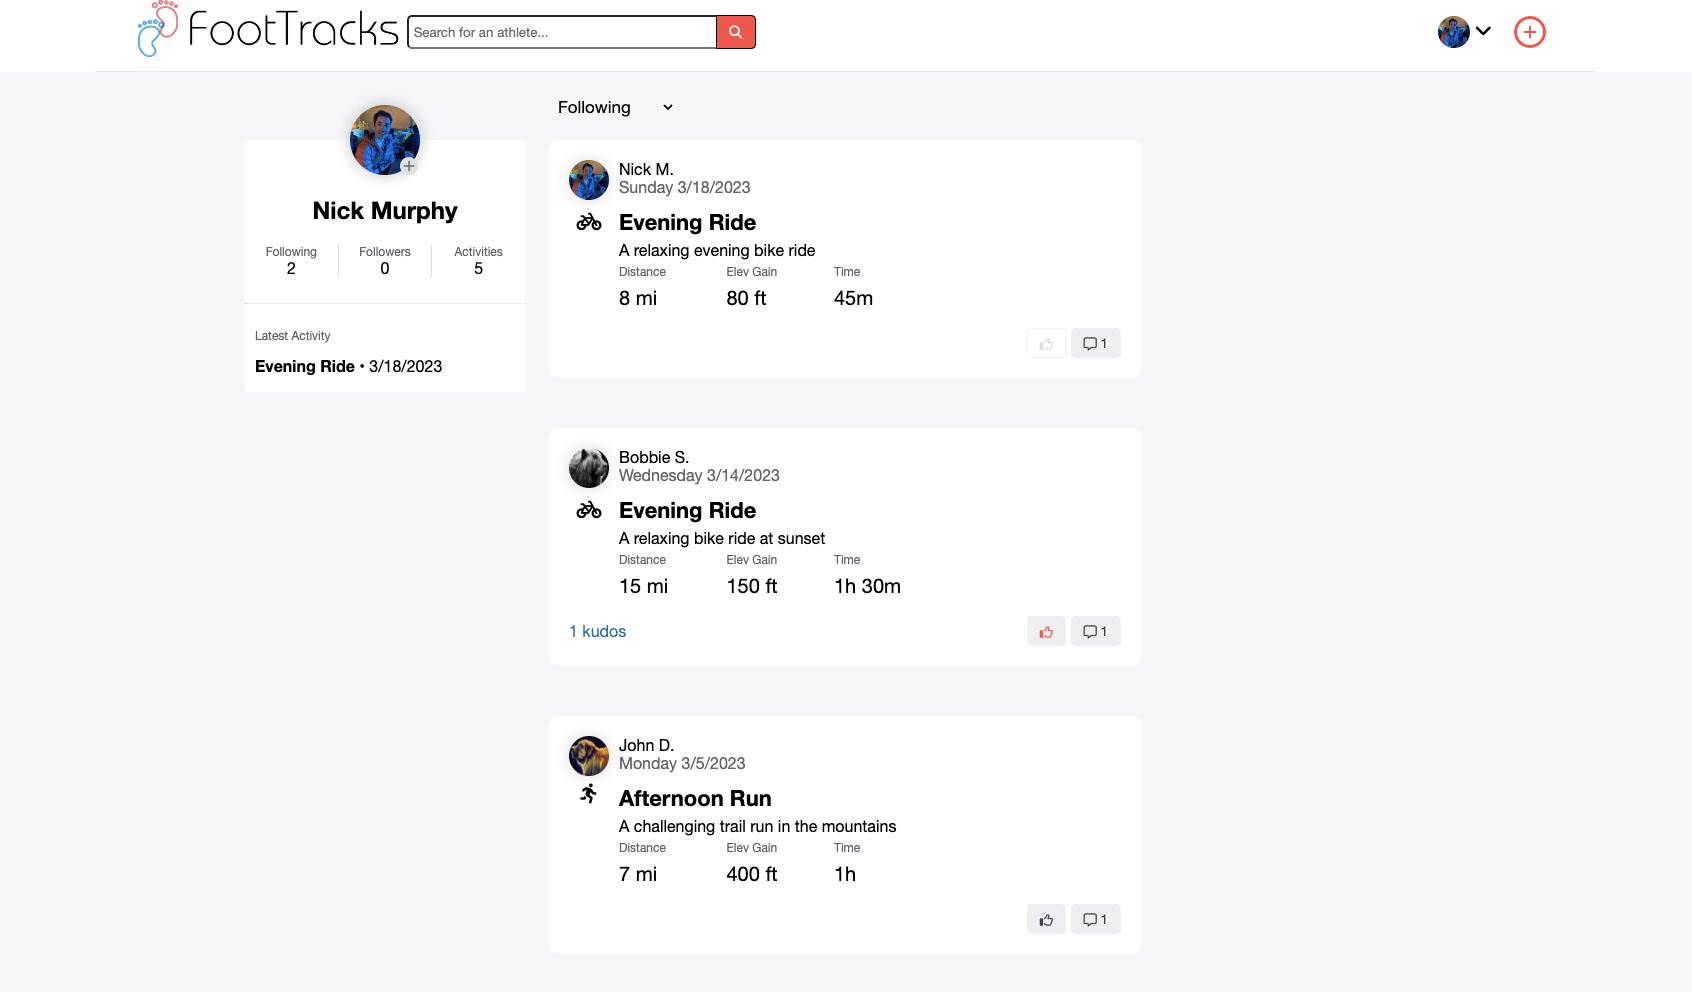 FootTracks
Search for an athlete...
Following
Nick Murphy
Following Followers Activities
2 0 5
Latest Activity
Evening Ride • 3/18/2023
Nick M.
Sunday 3/18/2023
Evening Ride
A relaxing evening bike ride
Distance Elev Gain Time
8 mi 80 ft 45m
1
Bobbie S.
Wednesday 3/14/2023
Evening Ride
A relaxing bike ride at sunset
Distance Elev Gain Time
15 mi 150 ft 1h 30m
1 kudos 1
John D.
Monday 3/5/2023
Afternoon Run
A challenging trail run in the mountains
Distance Elev Gain Time
7 mi 400 ft 1h
1